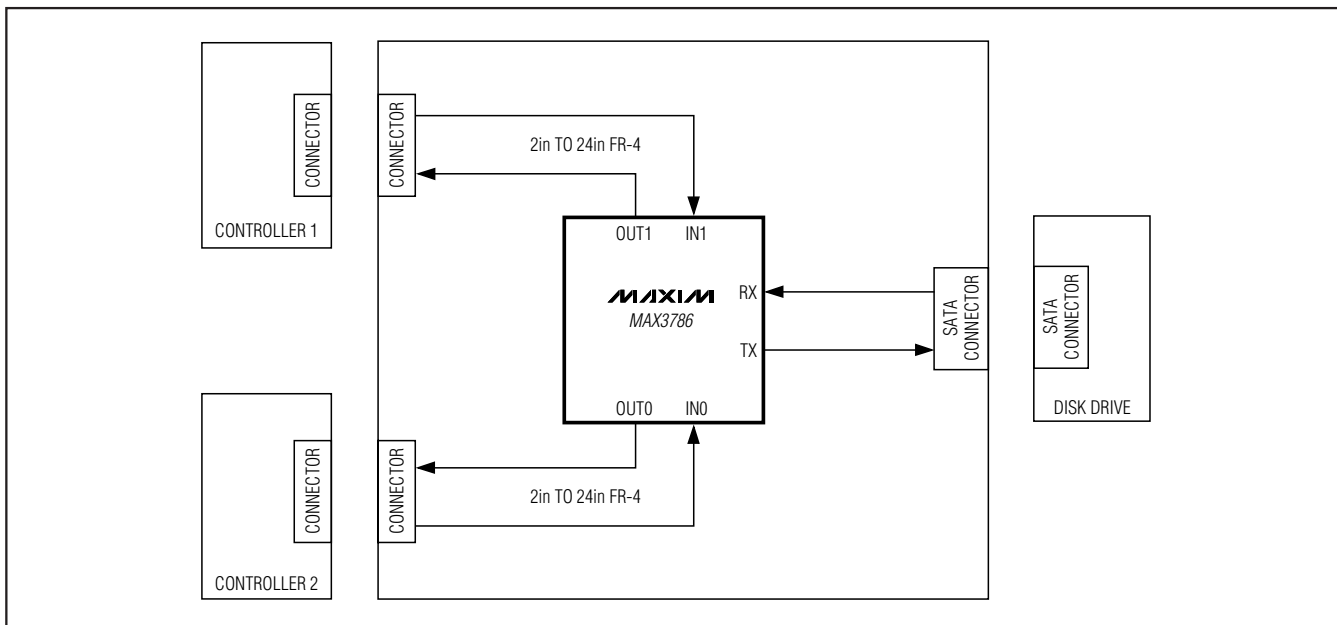 CONNECTOR
CONTROLLER 1
CONNECTOR
2in TO 24in FR-4
OUT1
IN1
MAXIM
MAX3786
RX
TX
OUT0
IN0
SATA
CONNECTOR
SATA
CONNECTOR
DISK DRIVE
CONNECTOR
CONTROLLER 2
CONNECTOR
2in TO 24in FR-4